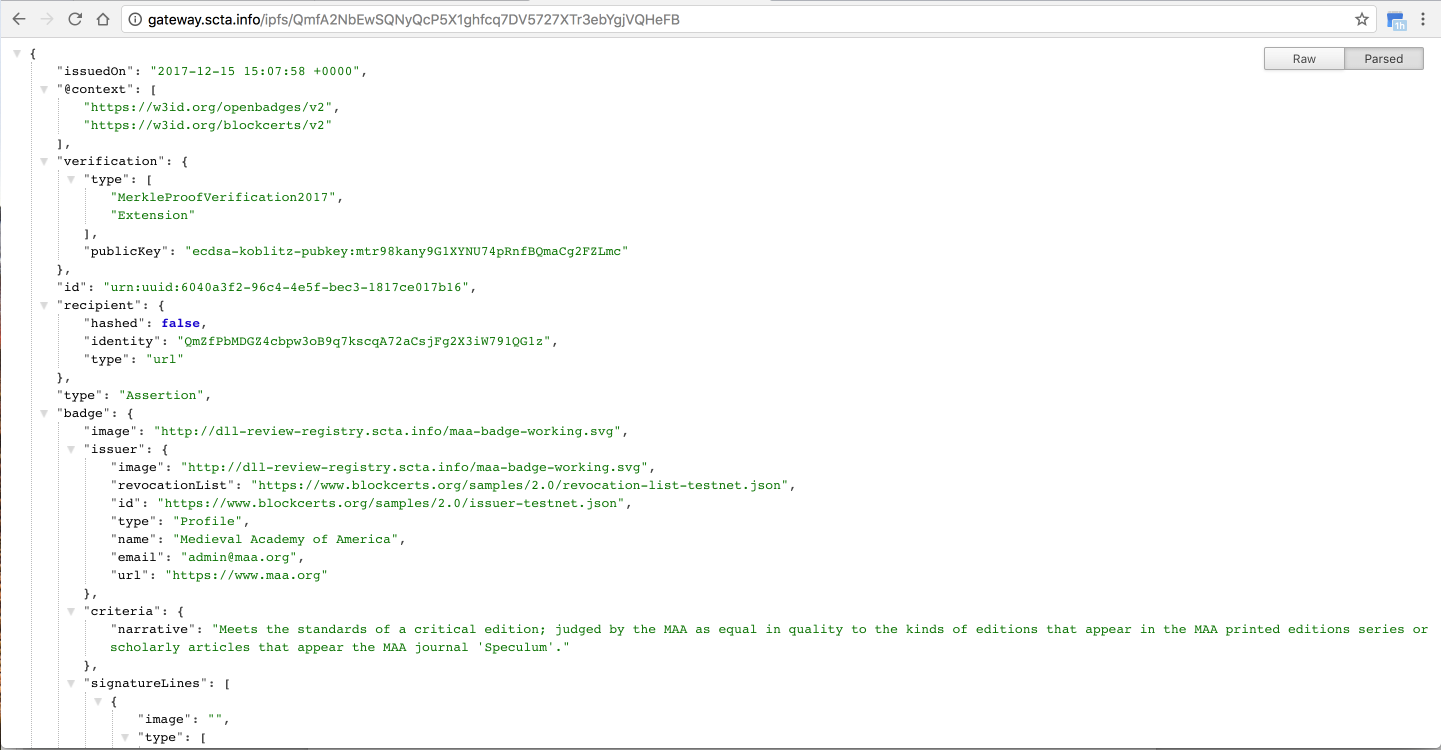 gateway.scta.info/ipfs/QmfA2NbEwSQNyQcP5X1ghfcq7DV5727XTr3ebYgjVQHeFB
1h
Raw
Parsed
{
"issuedOn": "2017-12-15 15:07:58 +0000",
"@context": [
"https://w3id.org/openbadges/v2",
"https://w3id.org/blockcerts/v2"
],
"verification": {
"type": [
"MerkleProofVerification2017",
"Extension"
],
"publicKey": "ecdsa-koblitz-pubkey:mtr98kany9G1XYNU74pRnfBQmaCg2FZLmc"
},
"id": "urn:uuid:6040a3f2-96c4-4e5f-bec3-1817ce017b16",
"recipient": {
"hashed": false,
"identity": "QmZfPbMDGZ4cbpw3oB9q7kscqA72aCsjFg2X3iW791QG1z",
"type": "url"
},
"type": "Assertion",
"badge": {
"image": "http://dll-review-registry.scta.info/maa-badge-working.svg",
"issuer": {
"image": "http://dll-review-registry.scta.info/maa-badge-working.svg",
"revocationList": "https://www.blockcerts.org/samples/2.0/revocation-list-testnet.json",
"id": "https://www.blockcerts.org/samples/2.0/issuer-testnet.json",
"type": "Profile",
"name": "Medieval Academy of America",
"email": "admin@maa.org",
"url": "https://www.maa.org"
},
"criteria": {
"narrative": "Meets the standards of a critical edition; judged by the MAA as equal in quality to the kinds of editions that appear in the MAA printed editions series or
scholarly articles that appear the MAA journal 'Speculum'."
},
"signatureLines": [
{
"image": "",
"type": [